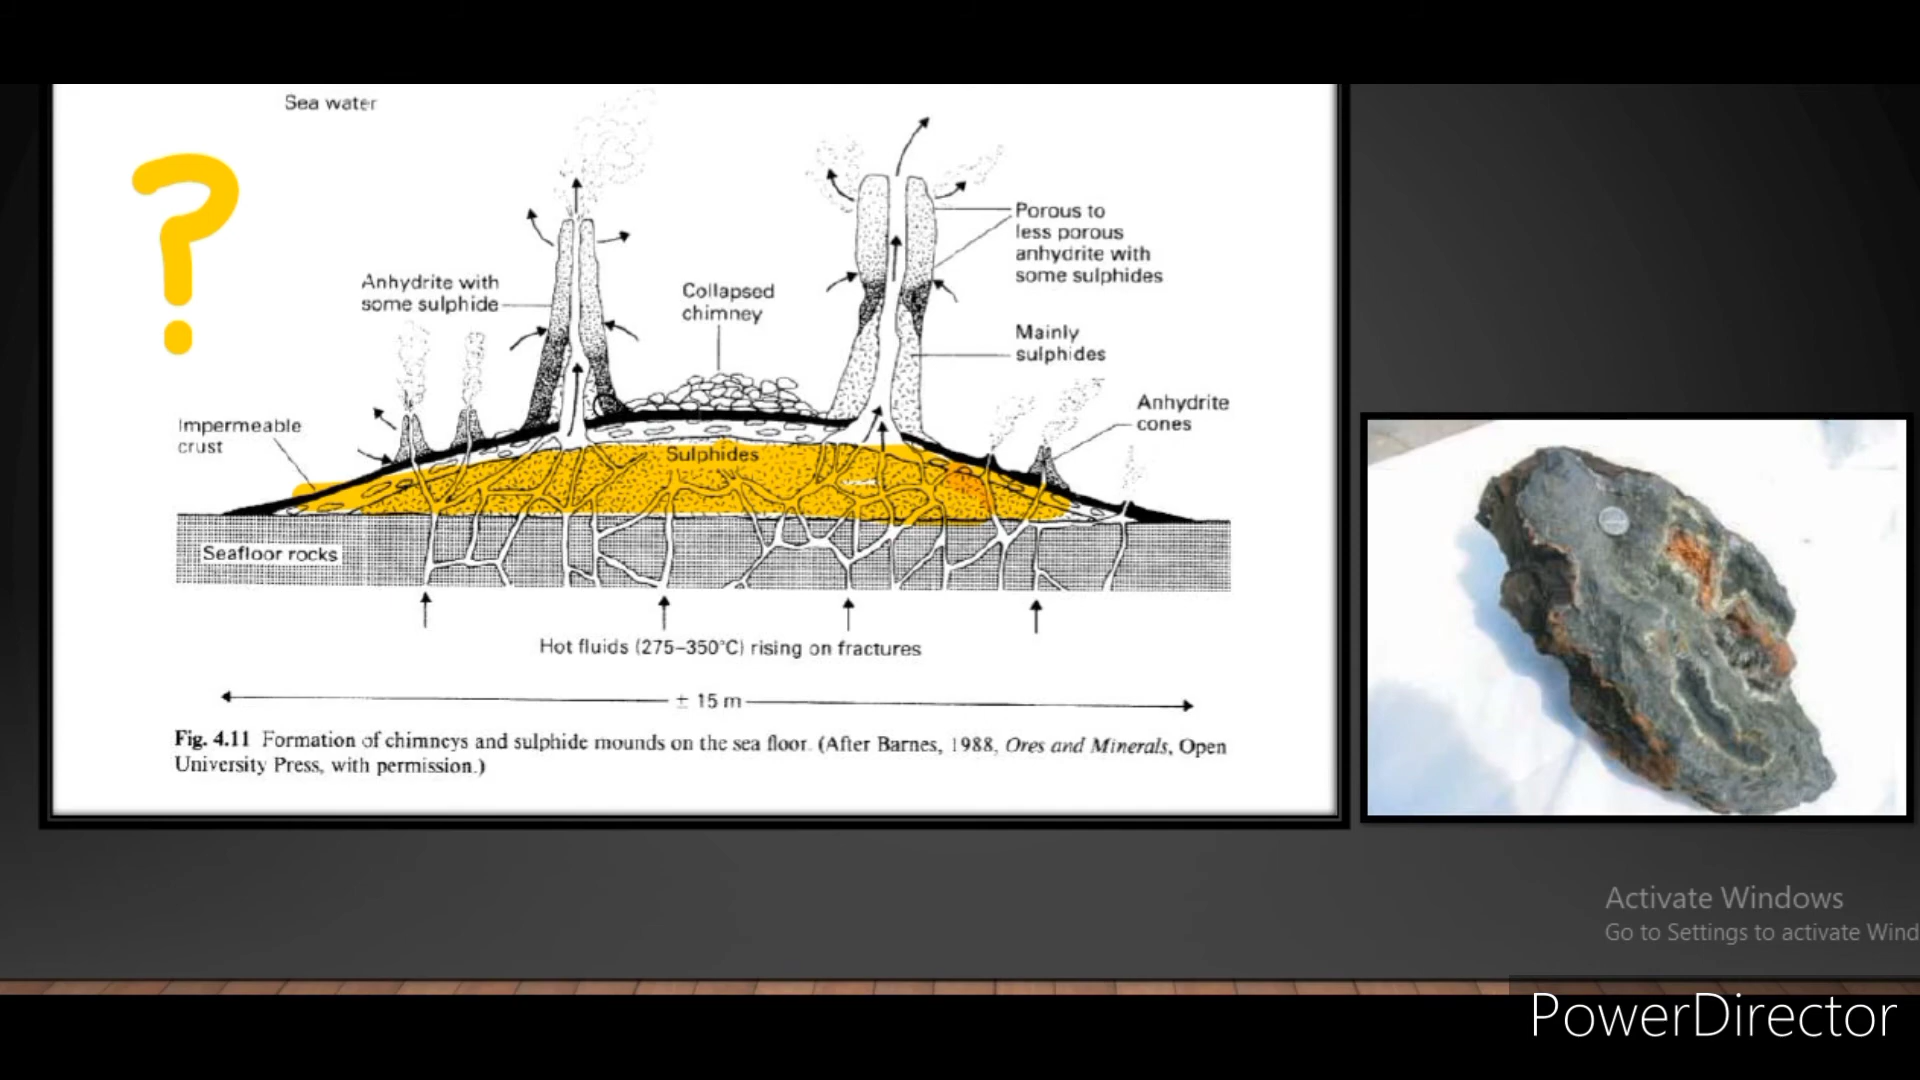 Sea water
?
Porous to
less porous
anhydrite with
some sulphides
Anhydrite with
some sulphide
Collapsed
chimney
Mainly
sulphides
Anhydrite
cones
Impermeable
crust
Sulphides
Seafloor rocks
Hot fluids (275–350°C) rising on fractures
± 15 m
Fig. 4.11 Formation of chimneys and sulphide mounds on the sea floor. (After Barnes, 1988, Ores and Minerals, Open
University Press, with permission.)
Activate Windows
Go to Settings to activate Wind
PowerDirector